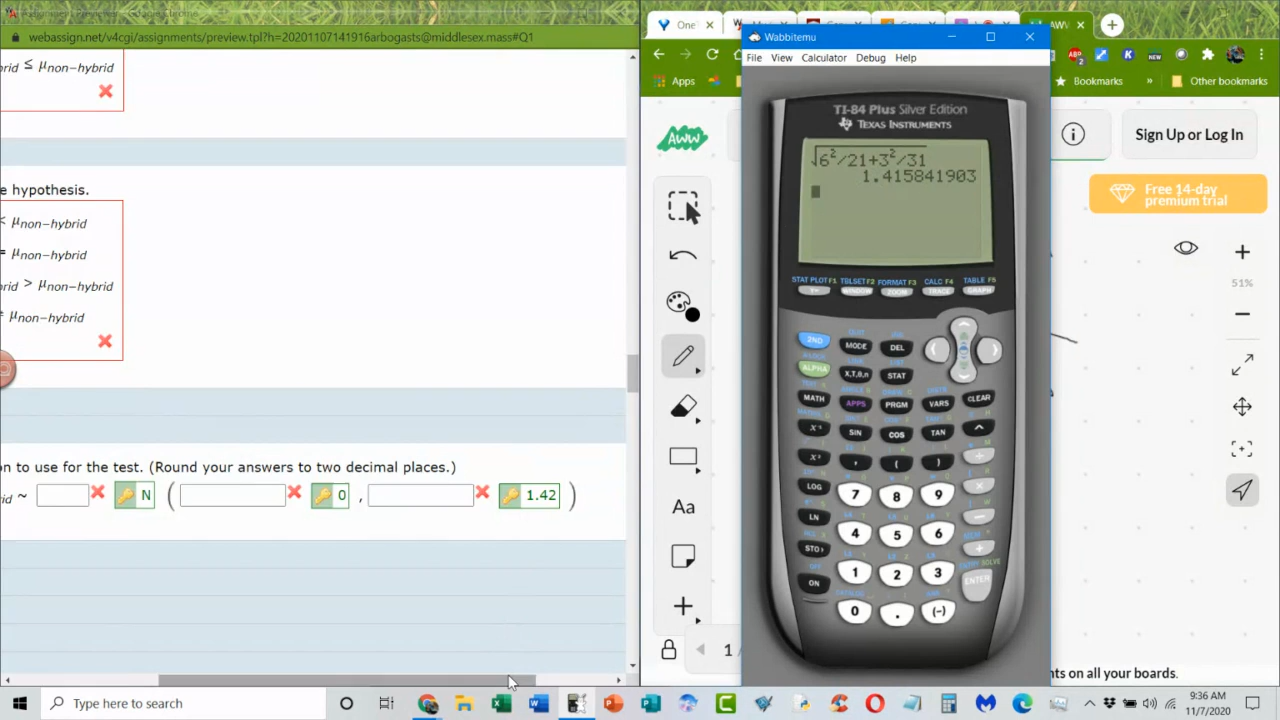 webassign.net/v4cgi/assignments/preview.tpl?h=20201107141916arbogasts@middlesex.mass#Q1
rid ≤ μhybrid
e hypothesis.
< μnon−hybrid
= μnon−hybrid
rid > μnon−hybrid
μnon−hybrid
on to use for the test. (Round your answers to two decimal places.)
rid ~ N ( 0 , 1.42 )
One
AWW
Apps
Bookmarks
»
Other bookmarks
Wabbitemu
File View Calculator Debug Help
TI-84 Plus Silver Edition
TEXAS INSTRUMENTS
√6²/21+3²/31
1.415841903
STAT PLOT F1 TBLSET F2 FORMAT F3 CALC F4 TABLE F5
Y= WINDOW ZOOM TRACE GRAPH
2ND MODE DEL
ALPHA X,T,θ,n STAT
MATH APPS PRGM VARS CLEAR
SIN COS TAN ^
x² , ( )
LOG 7 8 9 ×
LN 4 5 6 −
STO› 1 2 3 +
ON 0 . (−) ENTER
AWW
Sign Up or Log In
Free 14-day
premium trial
51%
Aa
1
nts on all your boards.
Type here to search
9:36 AM
11/7/2020